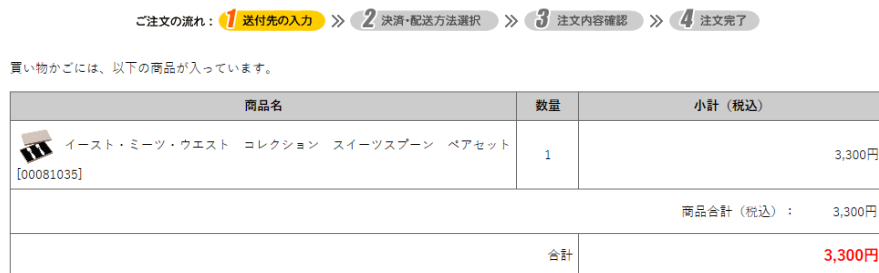 ご注文の流れ： 1 送付先の入力 >> 2 決済・配送方法選択 >> 3 注文内容確認 >> 4 注文完了
買い物かごには、以下の商品が入っています。
商品名 数量 小計（税込）
イースト・ミーツ・ウエスト　コレクション　スイーツスプーン　ペアセット 1 3,300円
[00081035]
商品合計（税込）： 3,300円
合計 3,300円